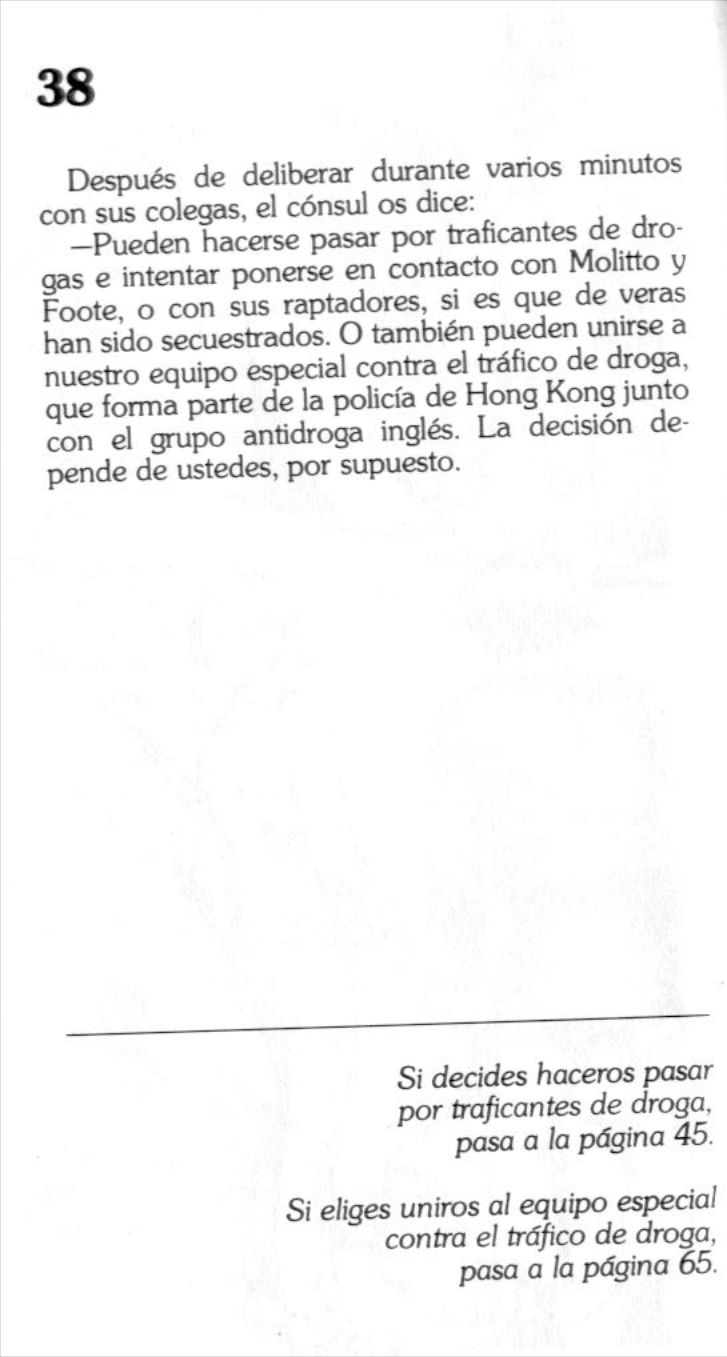 38
Después de deliberar durante varios minutos
con sus colegas, el cónsul os dice:
—Pueden hacerse pasar por traficantes de dro-
gas e intentar ponerse en contacto con Molitto y
Foote, o con sus raptadores, si es que de veras
han sido secuestrados. O también pueden unirse a
nuestro equipo especial contra el tráfico de droga,
que forma parte de la policía de Hong Kong junto
con el grupo antidroga inglés. La decisión de-
pende de ustedes, por supuesto.
Si decides haceros pasar
por traficantes de droga,
pasa a la página 45.
Si eliges uniros al equipo especial
contra el tráfico de droga,
pasa a la página 65.